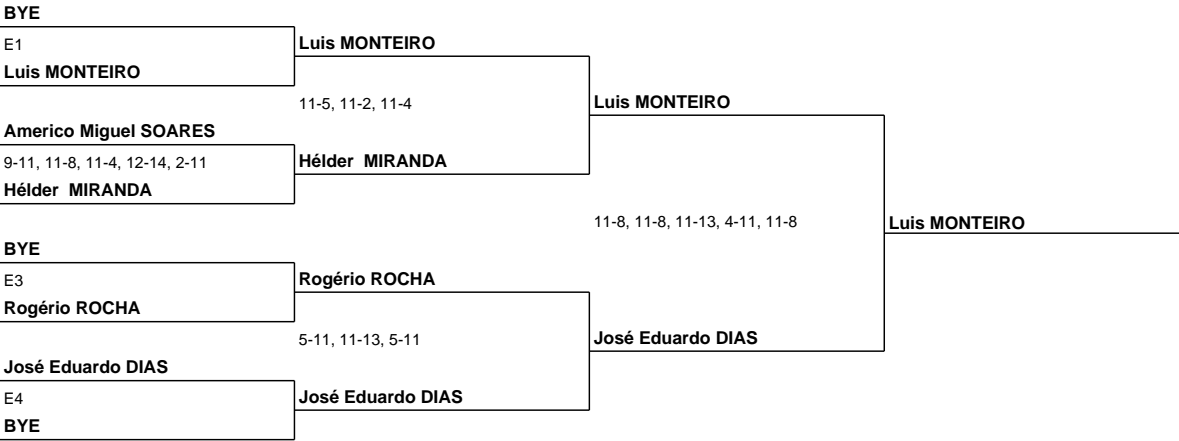 BYE
E1
Luis MONTEIRO
Luis MONTEIRO
11-5, 11-2, 11-4
Luis MONTEIRO
Americo Miguel SOARES
9-11, 11-8, 11-4, 12-14, 2-11
Hélder  MIRANDA
Hélder  MIRANDA
11-8, 11-8, 11-13, 4-11, 11-8
Luis MONTEIRO
BYE
E3
Rogério ROCHA
Rogério ROCHA
5-11, 11-13, 5-11
José Eduardo DIAS
José Eduardo DIAS
E4
José Eduardo DIAS
BYE